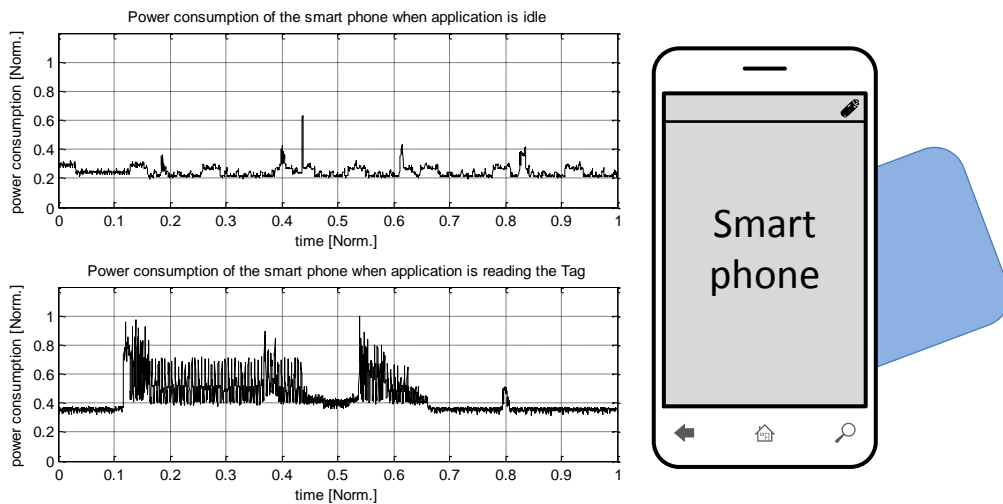 Power consumption of the smart phone when application is idle
power consumption [Norm.]
1
0.8
0.6
0.4
0.2
0
0 0.1 0.2 0.3 0.4 0.5 0.6 0.7 0.8 0.9 1
time [Norm.]
Power consumption of the smart phone when application is reading the Tag
power consumption [Norm.]
1
0.8
0.6
0.4
0.2
0
0 0.1 0.2 0.3 0.4 0.5 0.6 0.7 0.8 0.9 1
time [Norm.]
Smart
phone